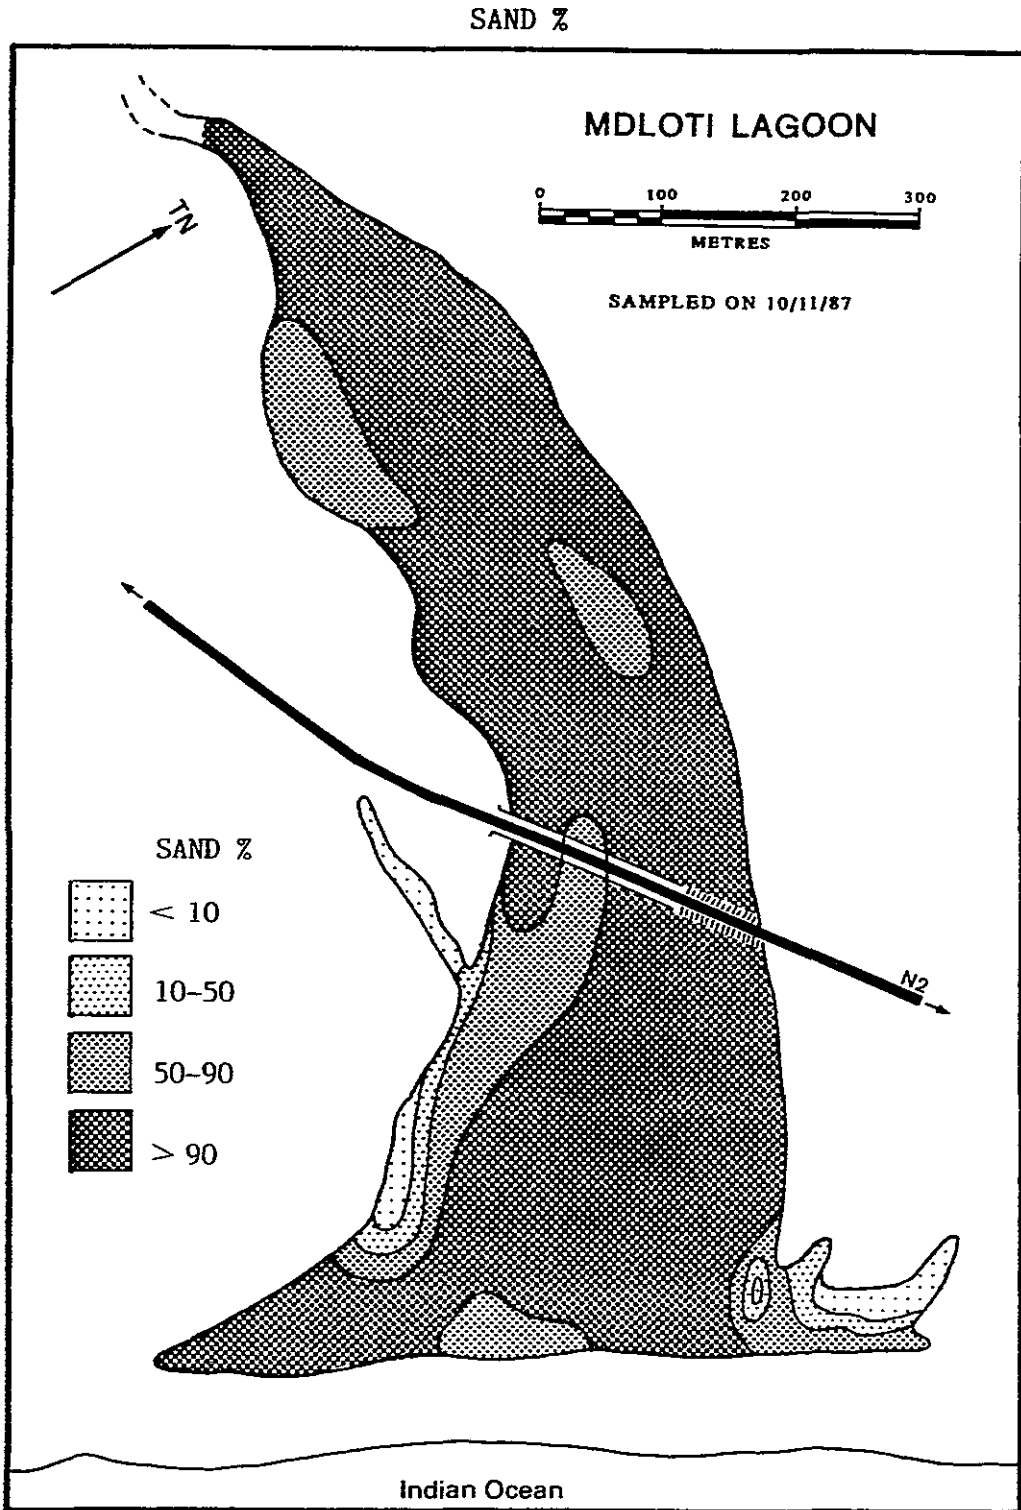 SAND %
MDLOTI LAGOON
0 100 200 300
METRES
TN
SAMPLED ON 10/11/87
SAND %
< 10
10-50
50-90
> 90
N2
Indian Ocean